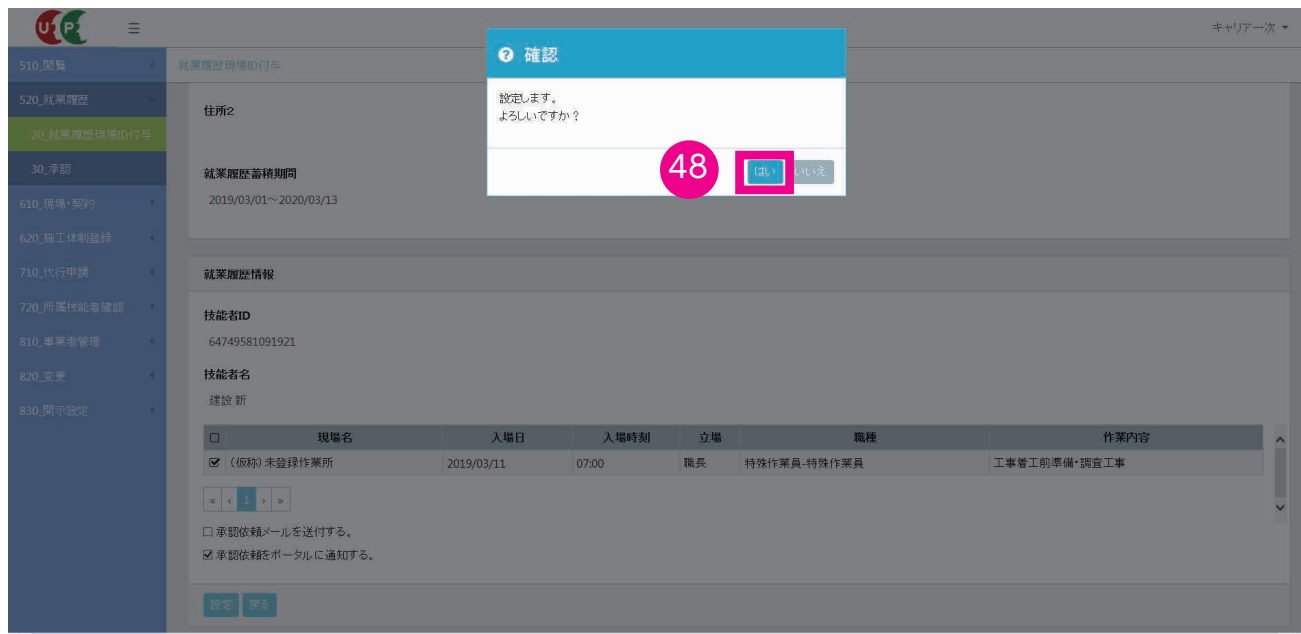 キャリア一次
510_閲覧
520_就業履歴
20_就業履歴現場ID付与
30_承認
610_現場・契約
620_施工体制登録
710_代行申請
720_所属技能者確認
810_事業者管理
820_変更
830_開示設定
就業履歴現場ID付与
確認
設定します。
よろしいですか？
48
はい
いいえ
住所2
就業履歴蓄積期間
2019/03/01～2020/03/13
就業履歴情報
技能者ID
64749581091921
技能者名
建設 新
現場名 入場日 入場時刻 立場 職種 作業内容
（仮称）未登録作業所 2019/03/11 07:00 職長 特殊作業員-特殊作業員 工事着工前準備・調査工事
« ‹ 1 › »
承認依頼メールを送付する。
承認依頼をポータルに通知する。
設定 戻る